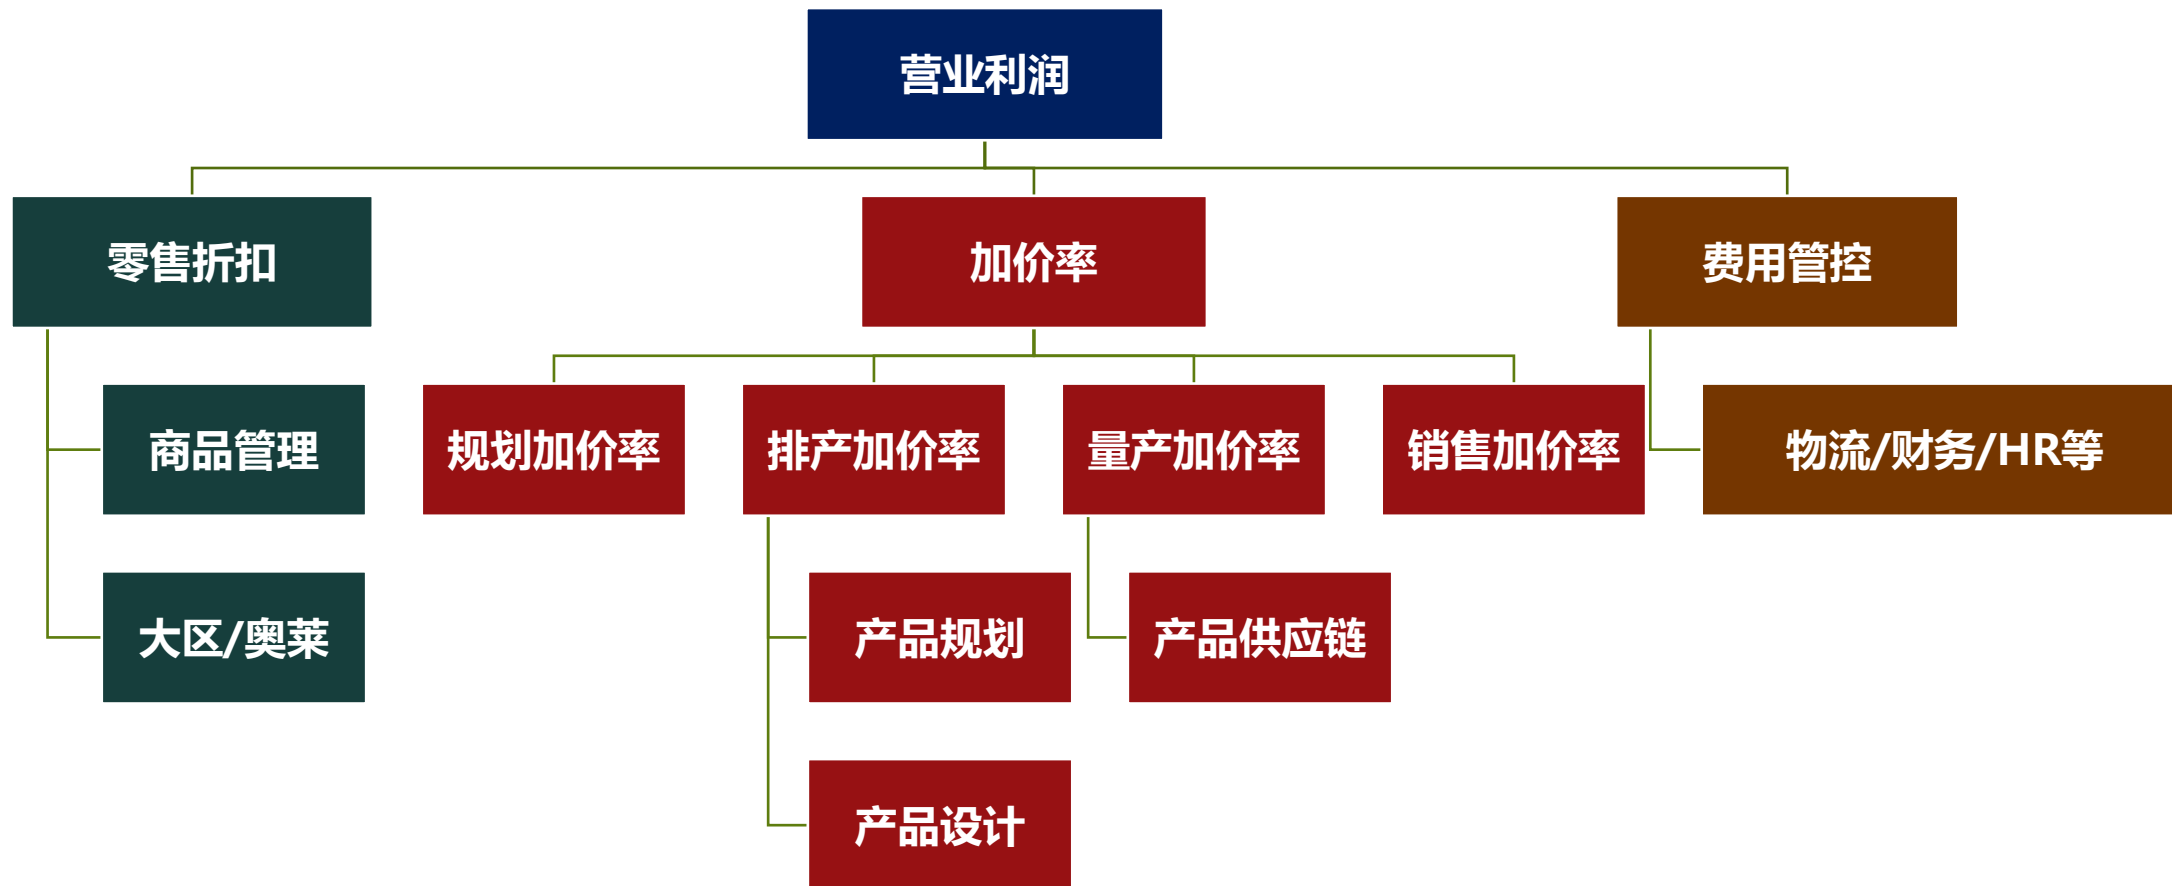 营业利润
零售折扣
加价率
费用管控
商品管理
规划加价率
排产加价率
量产加价率
销售加价率
物流/财务/HR等
大区/奥莱
产品规划
产品供应链
产品设计